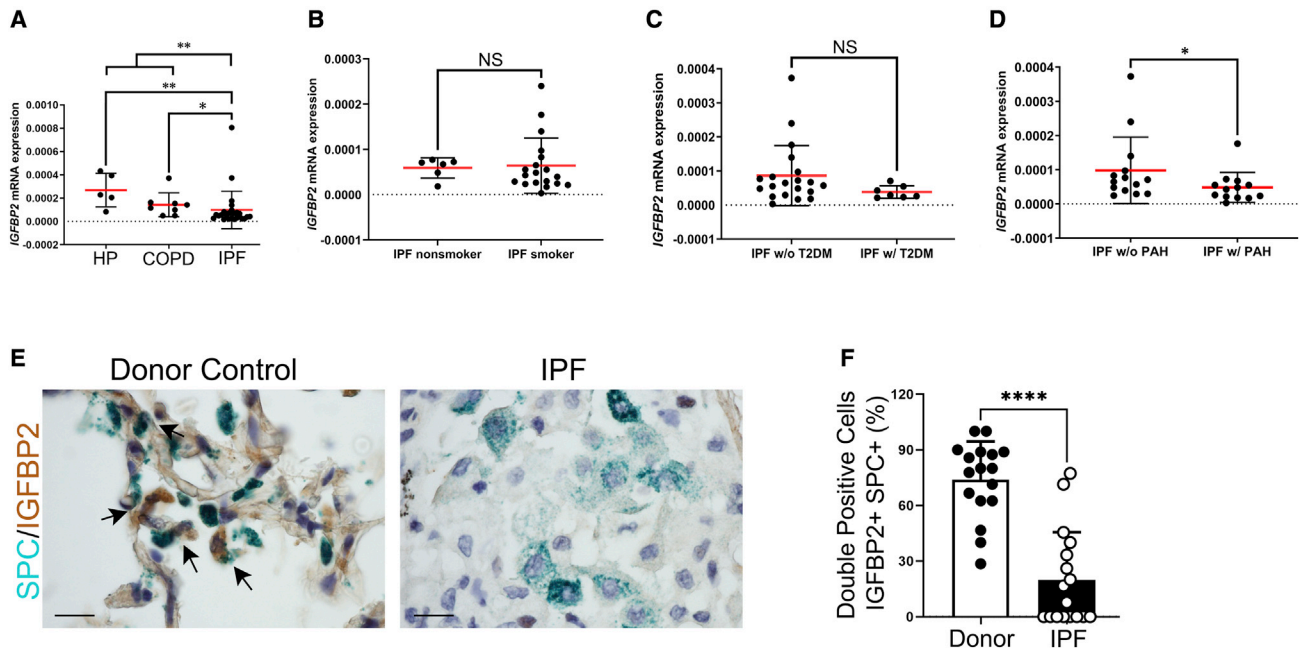 A
**
**
*
IGFBP2 mRNA expression
0.0010
0.0008
0.0006
0.0004
0.0002
0.0000
-0.0002
HP
COPD
IPF
B
NS
IGFBP2 mRNA expression
0.0003
0.0002
0.0001
0.0000
-0.0001
IPF nonsmoker
IPF smoker
C
NS
IGFBP2 mRNA expression
0.0004
0.0003
0.0002
0.0001
0.0000
-0.0001
IPF w/o T2DM
IPF w/ T2DM
D
*
IGFBP2 mRNA expression
0.0004
0.0003
0.0002
0.0001
0.0000
-0.0001
IPF w/o PAH
IPF w/ PAH
E
Donor Control
IPF
SPC/IGFBP2
F
****
Double Positive Cells
IGFBP2+ SPC+ (%)
120
90
60
30
0
Donor
IPF